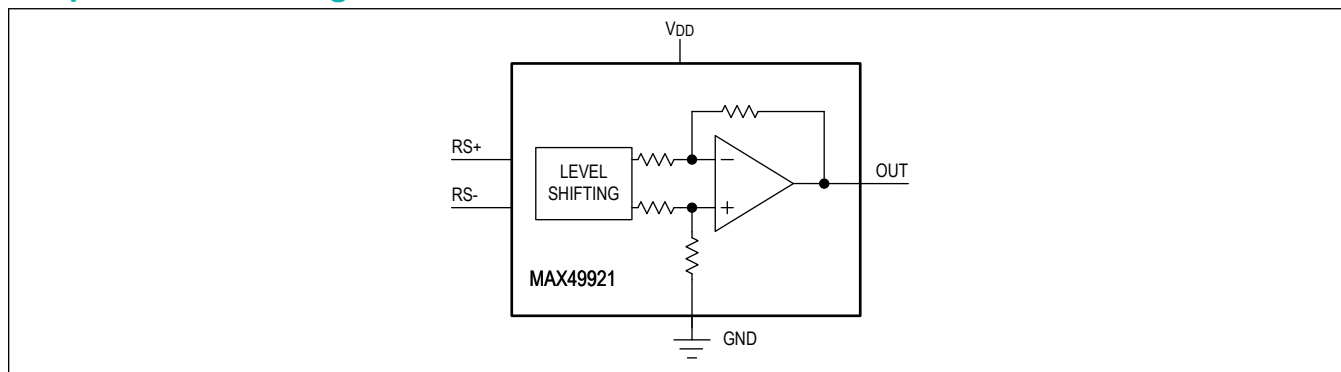 VDD
RS+
RS-
LEVEL
SHIFTING
−
+
OUT
MAX49921
GND